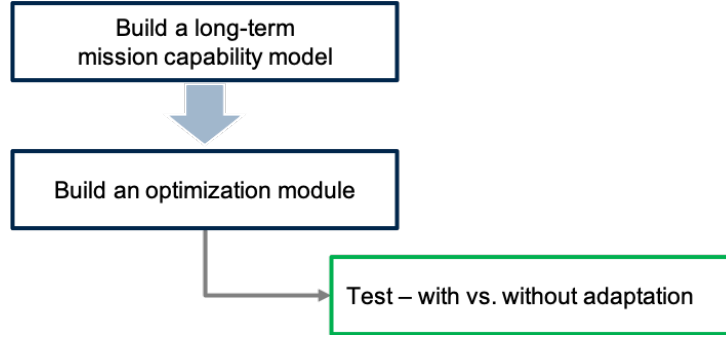 Build a long-term
mission capability model
Build an optimization module
Test – with vs. without adaptation